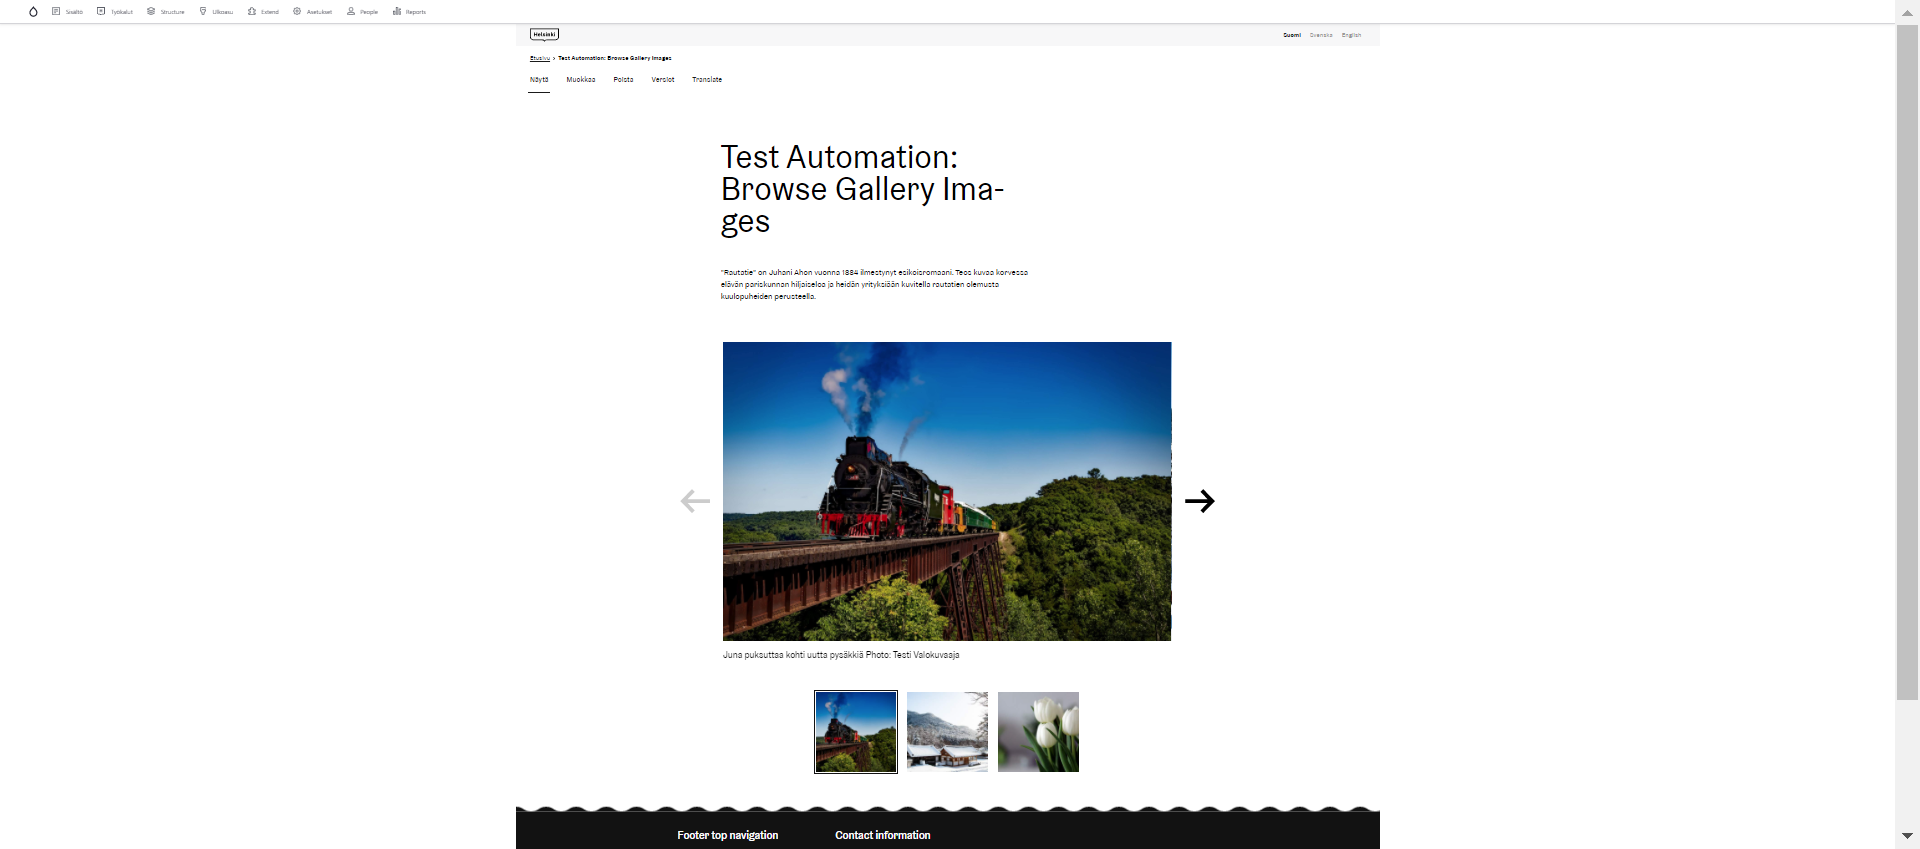 Sisältö Työkalut Structure Ulkoasu Extend Asetukset People Reports
Helsinki
Suomi Svenska English
Etusivu › Test Automation: Browse Gallery Images
Näytä Muokkaa Poista Versiot Translate
Test Automation:
Browse Gallery Ima-
ges
"Rautatie" on Juhani Ahon vuonna 1884 ilmestynyt esikoisromaani. Teos kuvaa korvessa
elävän pariskunnan hiljaiseloa ja heidän yrityksiään kuvitella rautatien olemusta
kuulopuheiden perusteella.
Juna puksuttaa kohti uutta pysäkkiä Photo: Testi Valokuvaaja
Footer top navigation
Contact information